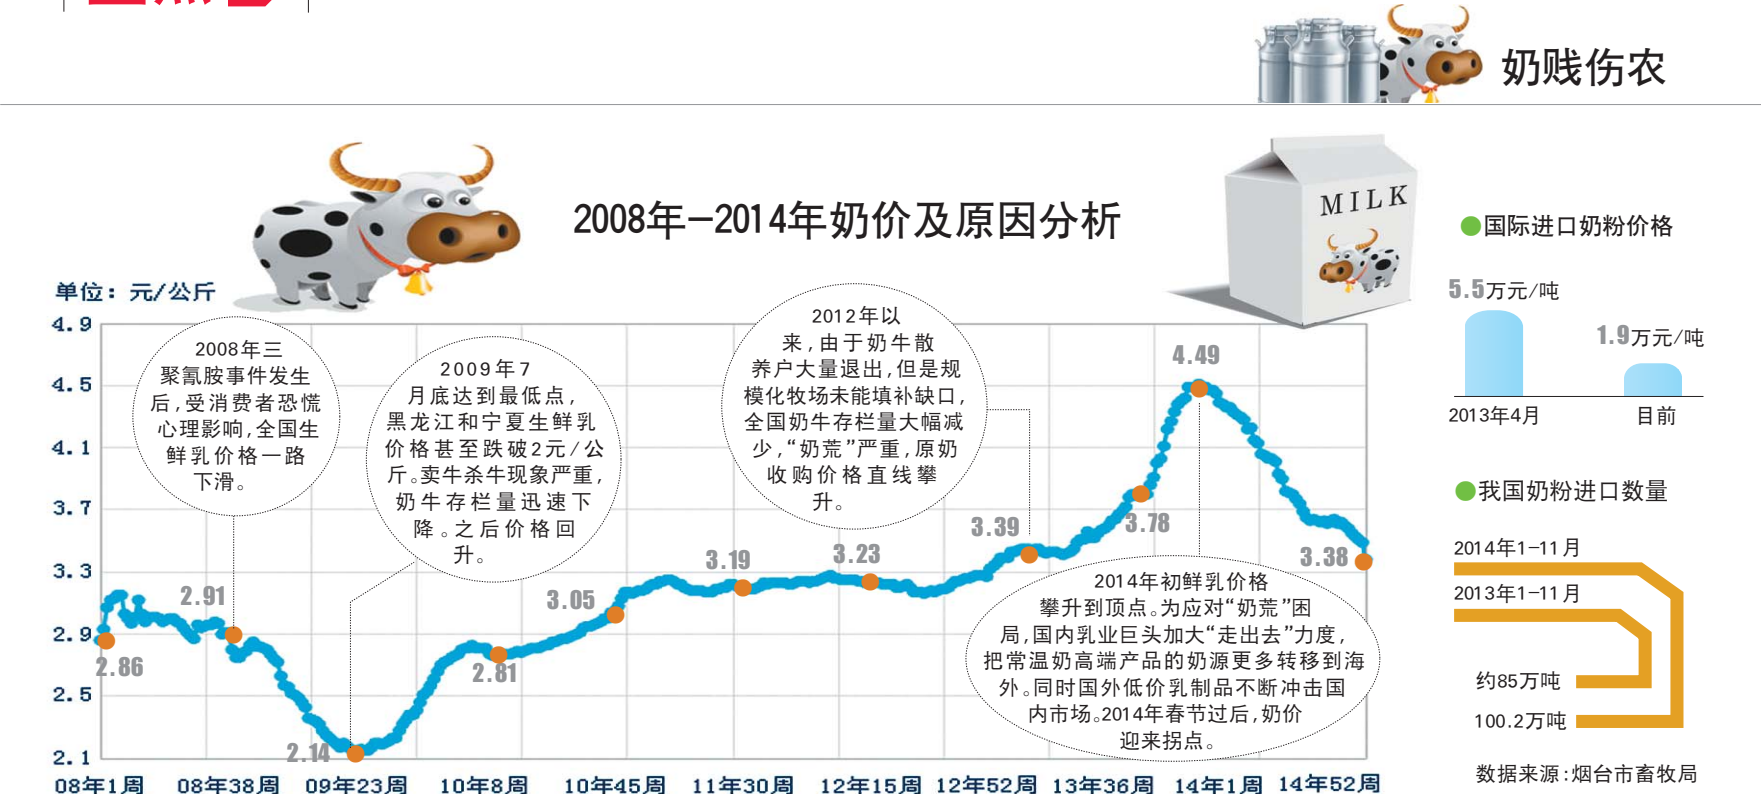 奶贱伤农
2008年-2014年奶价及原因分析
MILK
单位：元/公斤
4.9
4.5
4.1
3.7
3.3
2.9
2.5
2.1
08年1周
08年38周
09年23周
10年8周
10年45周
11年30周
12年15周
12年52周
13年36周
14年1周
14年52周
2008年三
聚氰胺事件发生
后,受消费者恐慌
心理影响,全国生
鲜乳价格一路
下滑。
2009年7
月底达到最低点,
黑龙江和宁夏生鲜乳
价格甚至跌破2元/公
斤。卖牛杀牛现象严重,
奶牛存栏量迅速下
降。之后价格回
升。
2012年以
来,由于奶牛散
养户大量退出,但是规
模化牧场未能填补缺口,
全国奶牛存栏量大幅减
少,“奶荒”严重,原奶
收购价格直线攀
升。
2014年初鲜乳价格
攀升到顶点。为应对“奶荒”困
局,国内乳业巨头加大“走出去”力度,
把常温奶高端产品的奶源更多转移到海
外。同时国外低价乳制品不断冲击国
内市场。2014年春节过后,奶价
迎来拐点。
2.86
2.91
2.14
2.81
3.05
3.19
3.23
3.39
3.78
4.49
3.38
国际进口奶粉价格
5.5万元/吨
1.9万元/吨
2013年4月
目前
我国奶粉进口数量
2014年1-11月
2013年1-11月
约85万吨
100.2万吨
数据来源:烟台市畜牧局